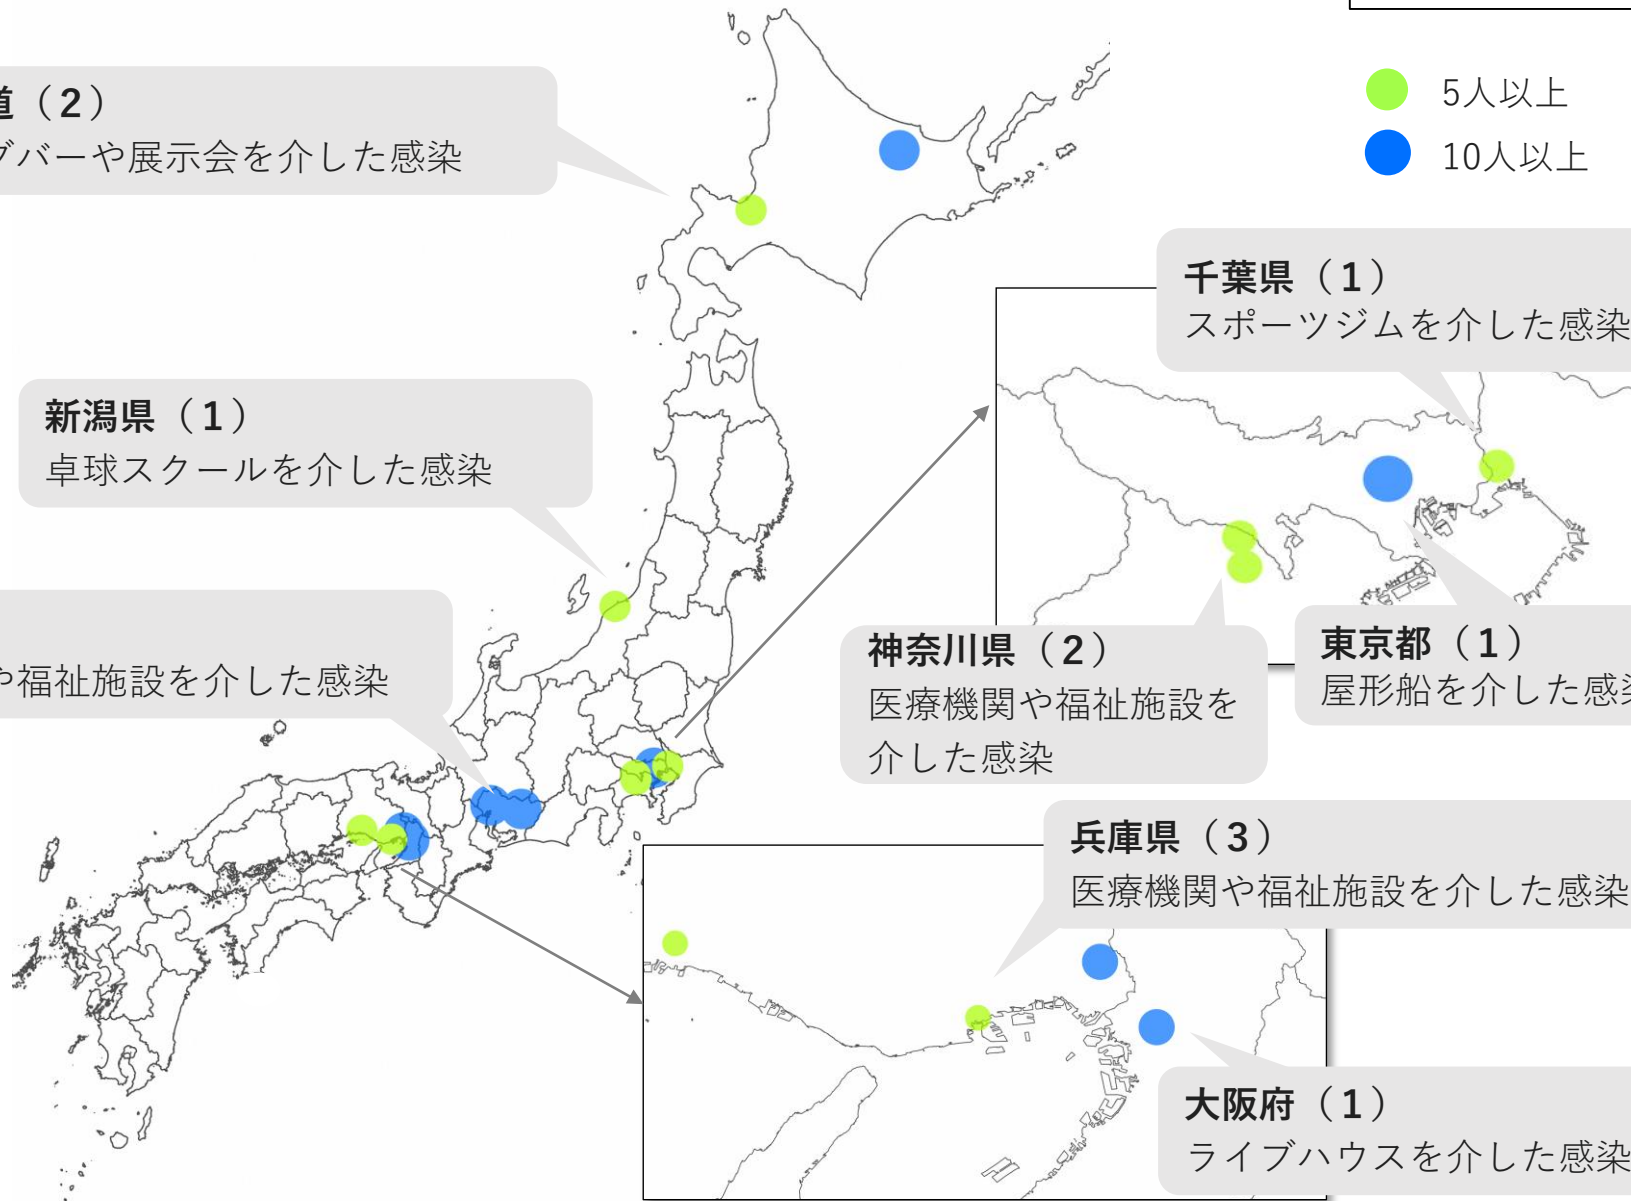 道（2）
グバーや展示会を介した感染
5人以上
10人以上
千葉県（1）
スポーツジムを介した感染
新潟県（1）
卓球スクールを介した感染
や福祉施設を介した感染
神奈川県（2）
医療機関や福祉施設を
介した感染
東京都（1）
屋形船を介した感染
兵庫県（3）
医療機関や福祉施設を介した感染
大阪府（1）
ライブハウスを介した感染